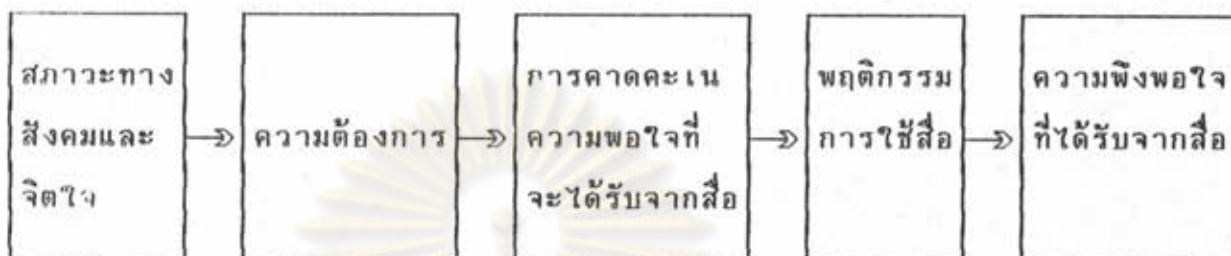 สภาวะทาง
สังคมและ
จิตใจ
ความต้องการ
การคาดคะเน
ความพอใจที่
จะได้รับจากสื่อ
พฤติกรรม
การใช้สื่อ
ความพึงพอใจ
ที่ได้รับจากสื่อ